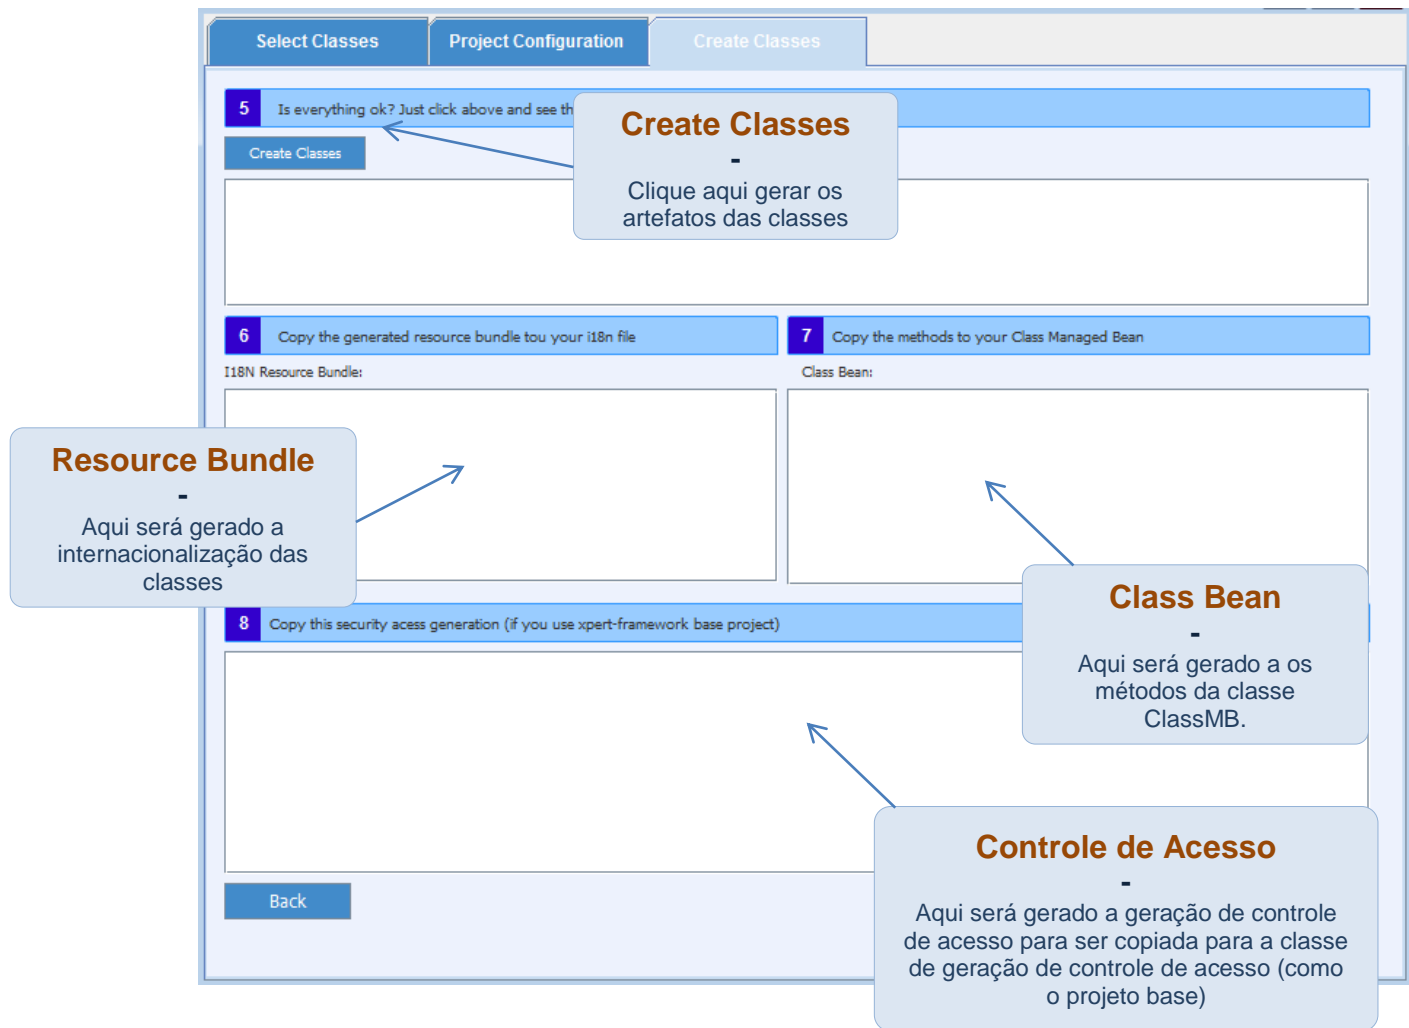 Select Classes
Project Configuration
Create Classes
5
Is everything ok? Just click above and see th
Create Classes
Create Classes
-
Clique aqui gerar os
artefatos das classes
6
Copy the generated resource bundle tou your i18n file
7
Copy the methods to your Class Managed Bean
I18N Resource Bundle:
Class Bean:
Resource Bundle
-
Aqui será gerado a
internacionalização das
classes
Class Bean
-
Aqui será gerado a os
métodos da classe
ClassMB.
8
Copy this security acess generation (if you use xpert-framework base project)
Controle de Acesso
-
Aqui será gerado a geração de controle
de acesso para ser copiada para a classe
de geração de controle de acesso (como
o projeto base)
Back